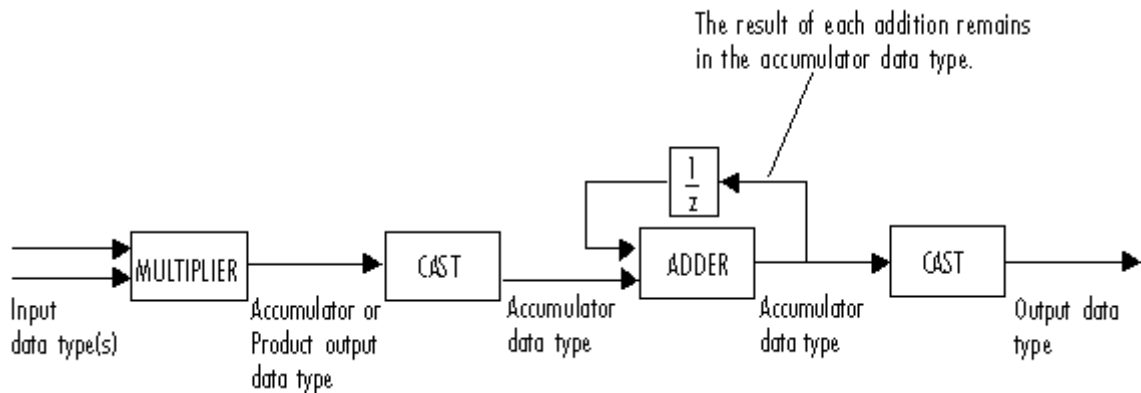 The result of each addition remains
in the accumulator data type.
1
z
MULTIPLIER
CAST
ADDER
CAST
Input
data type(s)
Accumulator or
Product output
data type
Accumulator
data type
Accumulator
data type
Output data
type